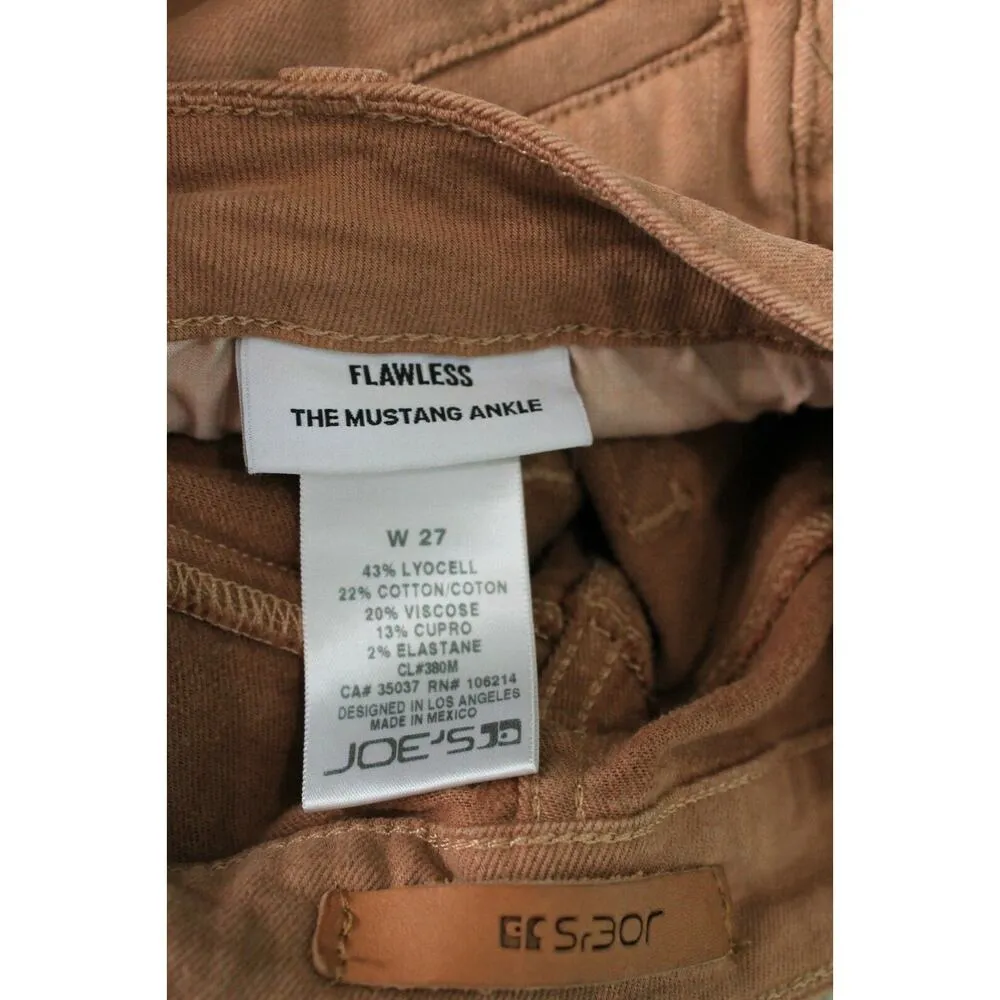 FLAWLESS
THE MUSTANG ANKLE
W 27
43% LYOCELL
22% COTTON/COTON
20% VISCOSE
13% CUPRO
2% ELASTANE
CL#380M
CA# 35037 RN# 106214
DESIGNED IN LOS ANGELES
MADE IN MEXICO
JOE'S
JOE'S